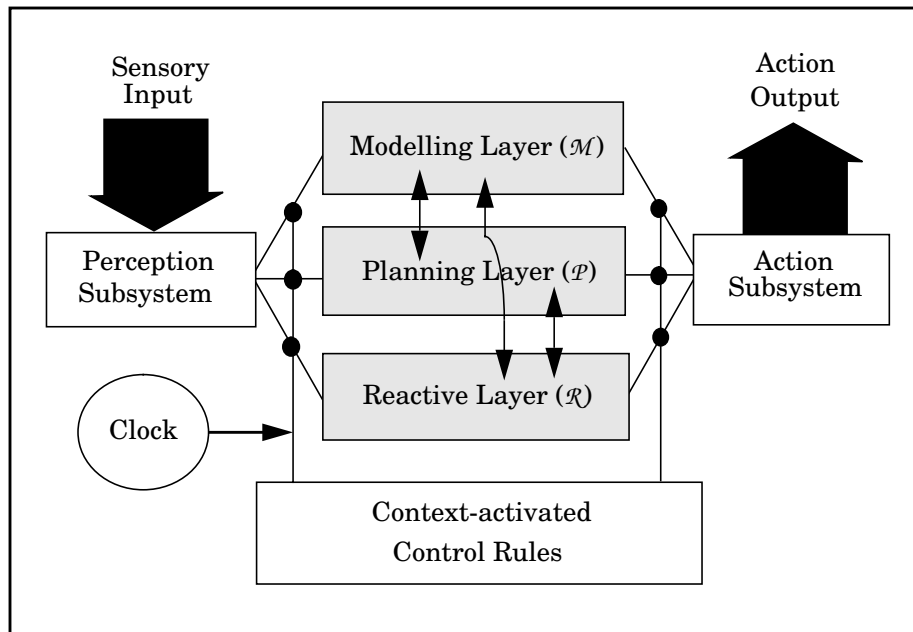 Sensory
Input
Action
Output
Modelling Layer (ℳ)
Perception
Subsystem
Planning Layer (𝒫)
Action
Subsystem
Reactive Layer (ℛ)
Clock
Context-activated
Control Rules